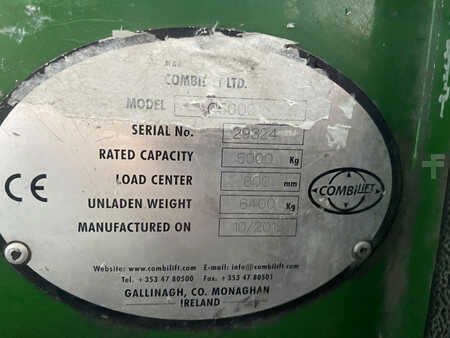 COMBILIFT LTD.
MODEL
SERIAL No. 29324
RATED CAPACITY 5000 Kg
LOAD CENTER 600 mm
UNLADEN WEIGHT 6400 Kg
MANUFACTURED ON
CE
COMBiLiFT
Website: www.combilift.com E-mail: info@combilift.com
Tel. +353 47 80500 Fax. +353 47 80501
GALLINAGH, CO. MONAGHAN
IRELAND